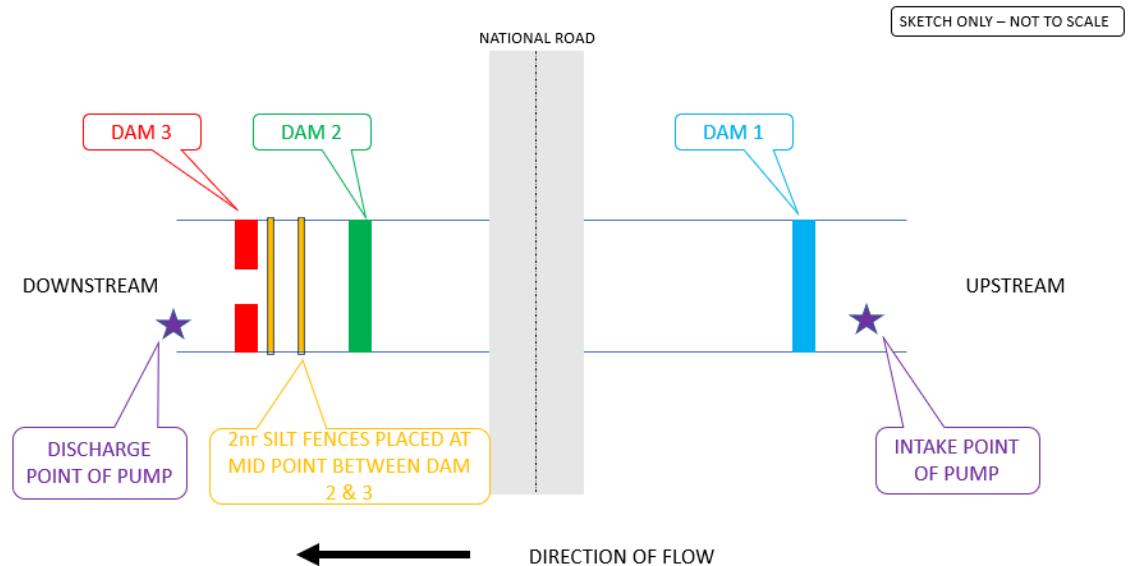 SKETCH ONLY – NOT TO SCALE
NATIONAL ROAD
DAM 3
DAM 2
DAM 1
DOWNSTREAM
UPSTREAM
DISCHARGE
POINT OF PUMP
2nr SILT FENCES PLACED AT
MID POINT BETWEEN DAM
2 & 3
INTAKE POINT
OF PUMP
DIRECTION OF FLOW